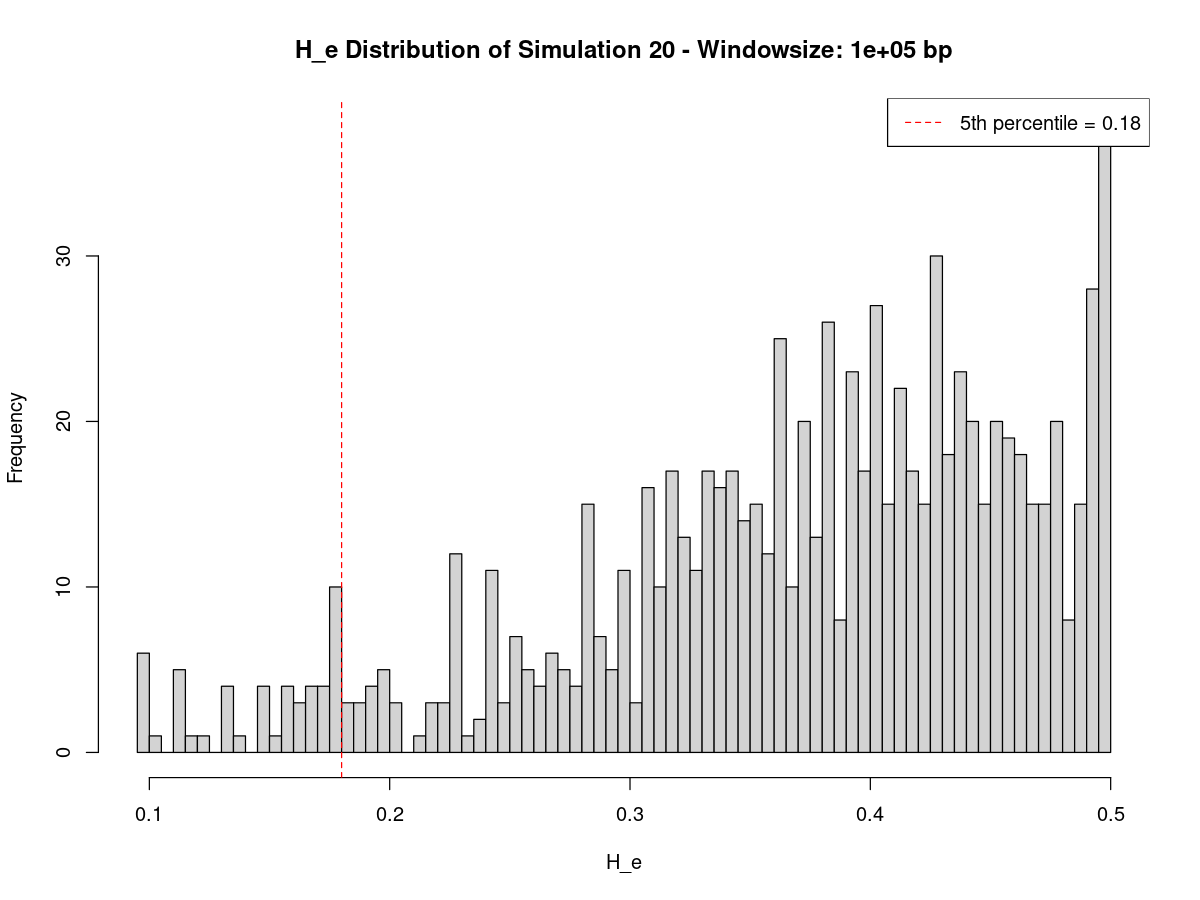 H_e Distribution of Simulation 20 - Windowsize: 1e+05 bp
5th percentile = 0.18
Frequency
30
20
10
0
0.1 0.2 0.3 0.4 0.5
H_e